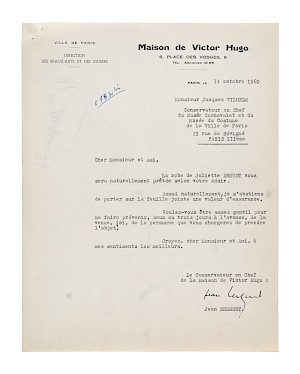 VILLE DE PARIS
DIRECTION
DES BEAUX-ARTS ET DES MUSÉES
Maison de Victor Hugo
6, PLACE DES VOSGES, 6
TÉL. : ARCHIVES 16-65
PARIS, LE 14 octobre 1960
Monsieur Jacques WILHELM
Conservateur en Chef
du Musée Carnavalet et du
Musée du Costume
de la Ville de Paris
23 rue de Sévigné
PARIS IIIème
Cher Monsieur et Ami,
La robe de Juliette DROUET vous
sera naturellement prêtée selon votre désir.
Aussi naturellement, je m'abstiens
de porter sur la feuille jointe une valeur d'assurance.
Voulez-vous être assez gentil pour
me faire prévenir, deux ou trois jours à l'avance, de la
venue, ici, de la personne que vous chargerez de prendre
l'objet.
Croyez, cher Monsieur et Ami, à
mes sentiments les meilleurs.
Le Conservateur en Chef
de la Maison de Victor Hugo :
Jean SERGENT.